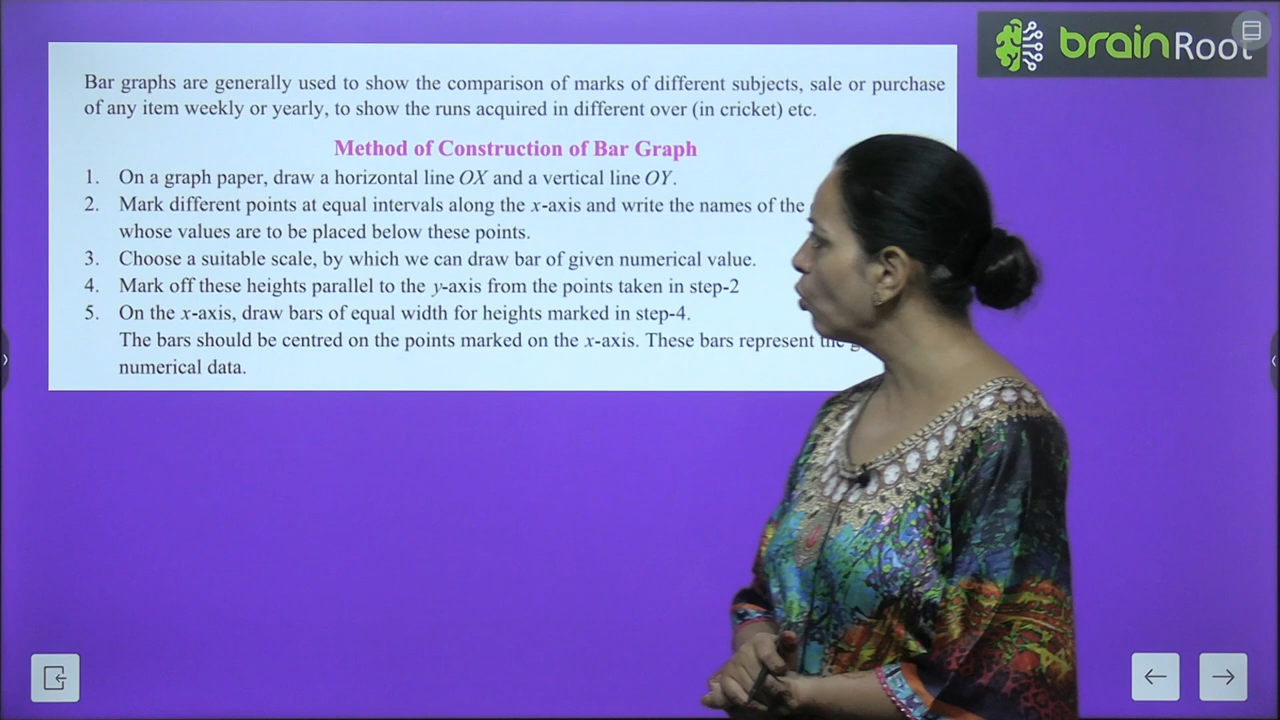 brainRoot
Bar graphs are generally used to show the comparison of marks of different subjects, sale or purchase
of any item weekly or yearly, to show the runs acquired in different over (in cricket) etc.
Method of Construction of Bar Graph
1. On a graph paper, draw a horizontal line OX and a vertical line OY.
2. Mark different points at equal intervals along the x-axis and write the names of the
whose values are to be placed below these points.
3. Choose a suitable scale, by which we can draw bar of given numerical value.
4. Mark off these heights parallel to the y-axis from the points taken in step-2
5. On the x-axis, draw bars of equal width for heights marked in step-4.
The bars should be centred on the points marked on the x-axis. These bars represent the
numerical data.